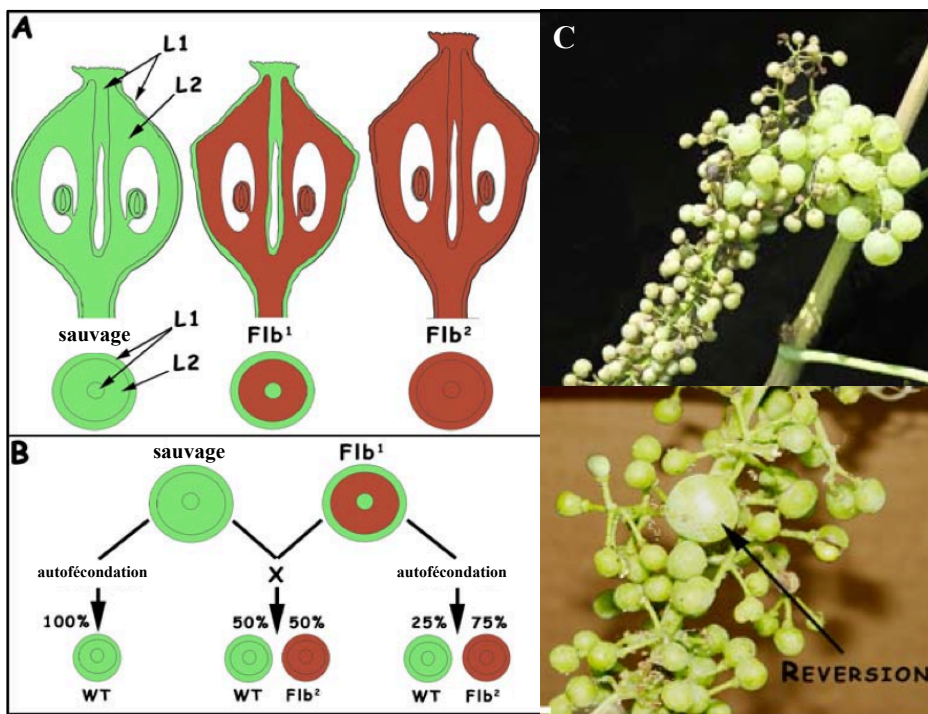 A
L1
L2
sauvage
Flb¹
Flb²
L1
L2
B
sauvage
Flb¹
autofécondation
X
autofécondation
100%
50% 50%
25% 75%
WT
WT Flb²
WT Flb²
C
REVERSION